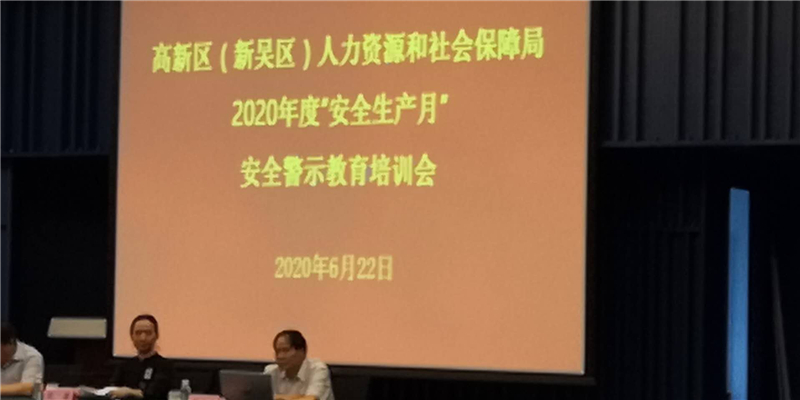 高新区（新吴区）人力资源和社会保障局
2020年度"安全生产月"
安全警示教育培训会
2020年6月22日